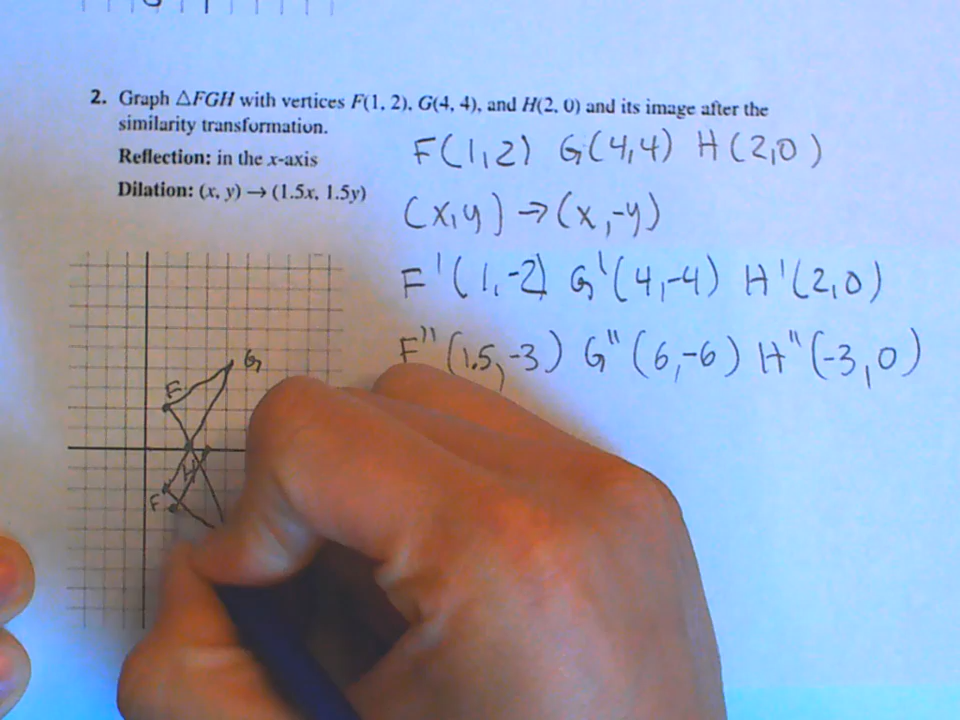 2. Graph △FGH with vertices F(1, 2), G(4, 4), and H(2, 0) and its image after the
similarity transformation.
Reflection: in the x-axis
Dilation: (x, y) → (1.5x, 1.5y)
F(1,2) G(4,4) H(2,0)
(x,y) → (x,-y)
F'(1,-2) G'(4,-4) H'(2,0)
F"(1.5,-3) G"(6,-6) H"(-3,0)
G
F
H
F